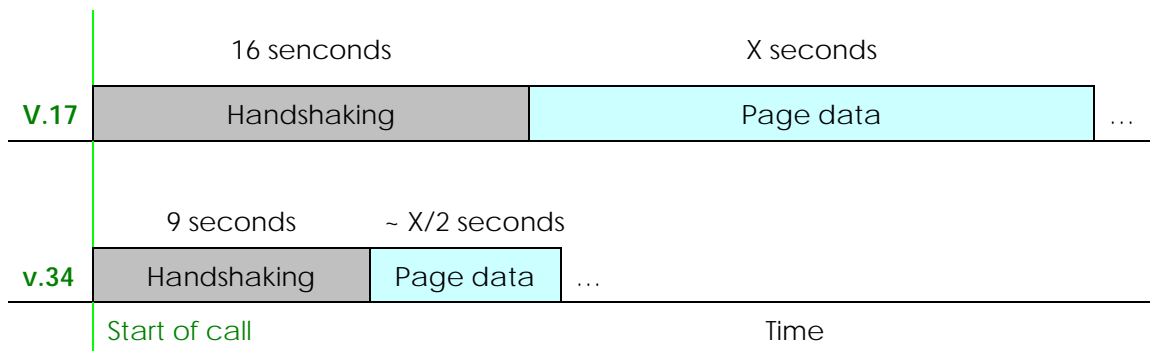 16 senconds X seconds
V.17 Handshaking Page data ...
9 seconds ~ X/2 seconds
v.34 Handshaking Page data ...
Start of call Time